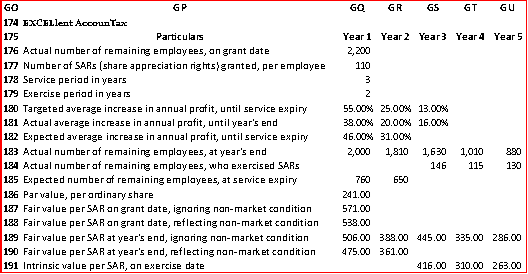 GO GP GQ GR GS GT GU
174 EXCELlent AccounTax
175 Particulars Year 1 Year 2 Year 3 Year 4 Year 5
176 Actual number of remaining employees, on grant date 2,200
177 Number of SARs (share appreciation rights) granted, per employee 110
178 Service period in years 3
179 Exercise period in years 2
180 Targeted average increase in annual profit, until service expiry 55.00% 25.00% 13.00%
181 Actual average increase in annual profit, until year's end 38.00% 20.00% 16.00%
182 Expected average increase in annual profit, until service expiry 46.00% 31.00%
183 Actual number of remaining employees, at year's end 2,000 1,810 1,630 1,010 880
184 Actual number of remaining employees, who exercised SARs 146 115 130
185 Expected number of remaining employees, at service expiry 760 650
186 Par value, per ordinary share 241.00
187 Fair value per SAR on grant date, ignoring non-market condition 571.00
188 Fair value per SAR on grant date, reflecting non-market condition 538.00
189 Fair value per SAR at year's end, ignoring non-market condition 506.00 388.00 445.00 335.00 286.00
190 Fair value per SAR at year's end, reflecting non-market condition 475.00 361.00
191 Intrinsic value per SAR, on exercise date 416.00 310.00 263.00